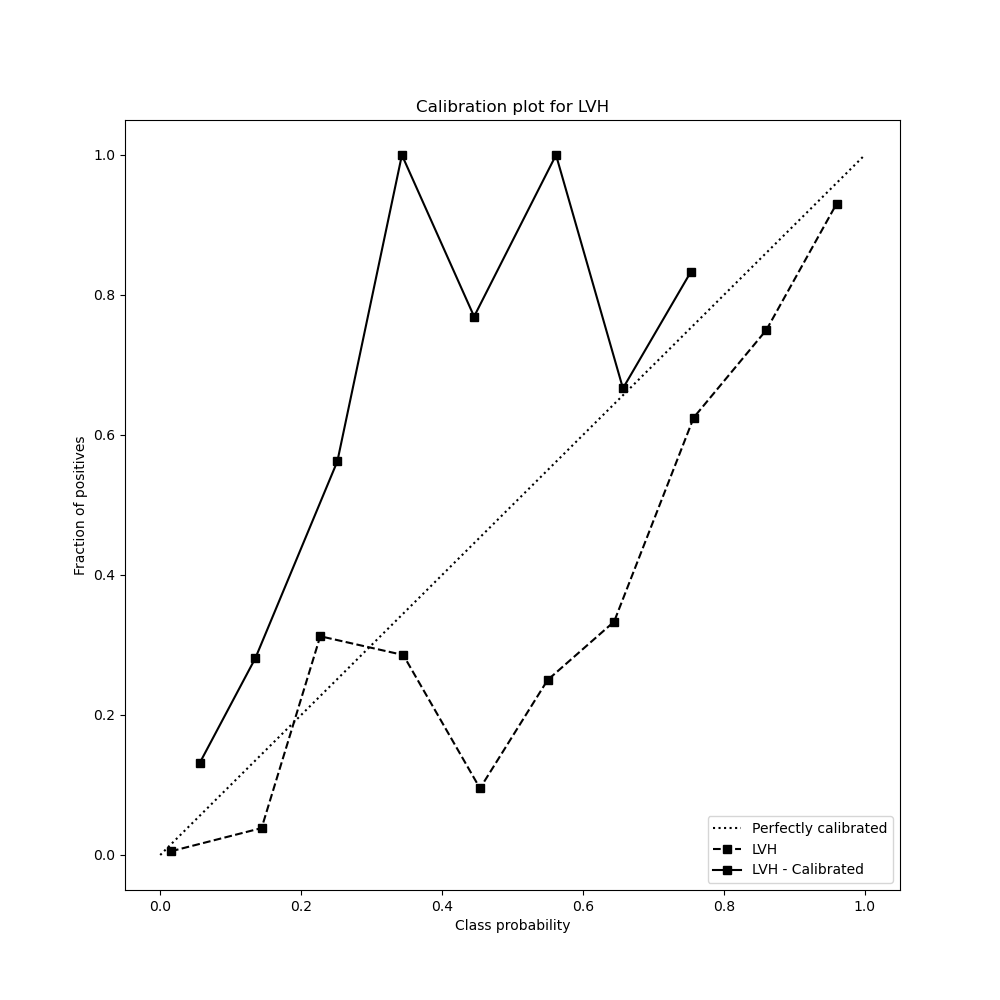 Calibration plot for LVH
1.0
0.8
0.6
0.4
0.2
0.0
Fraction of positives
0.0 0.2 0.4 0.6 0.8 1.0
Class probability
Perfectly calibrated
LVH
LVH - Calibrated